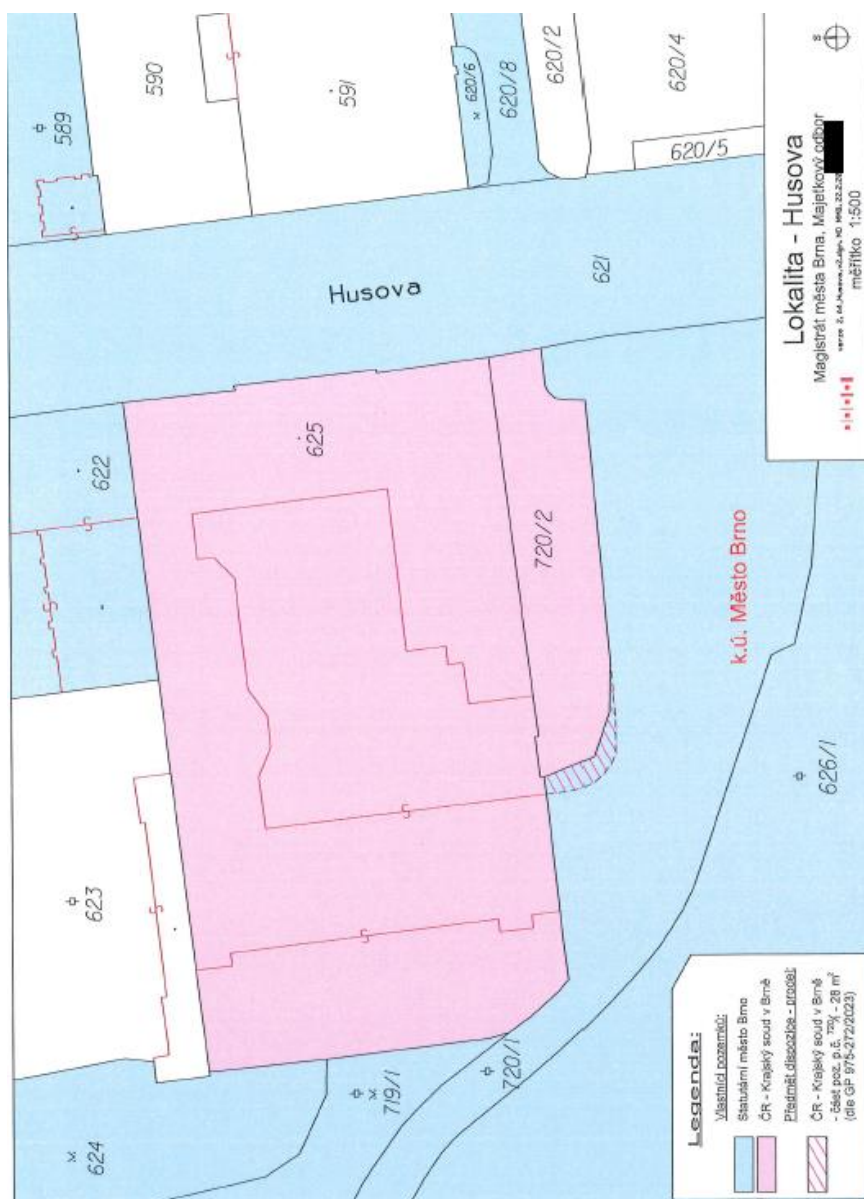 589
590
591
620/6
620/8
620/2
620/4
620/5
Husova
621
622
625
720/2
k.ú. Město Brno
623
626/1
624
719/1
720/1
Lokalita - Husova
Magistrát města Brna, Majetkový odbor
měřítko 1:500
Legenda:
Vlastníci pozemků:
Statutární město Brno
ČR - Krajský soud v Brně
Předmět dispozice - prodej:
ČR - Krajský soud v Brně
- část poz. p.č. - 28 m²
(dle GP 975-272/2023)